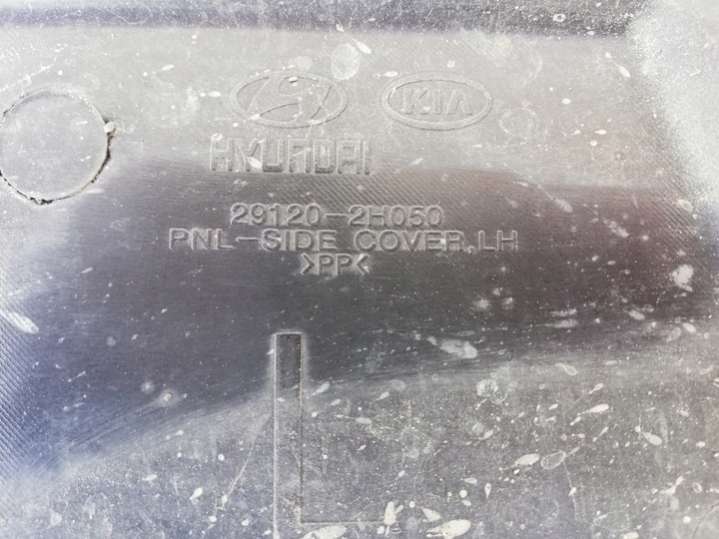 KIA
HYUNDAI
29120-2H050
PNL-SIDE COVER,LH
>PP<